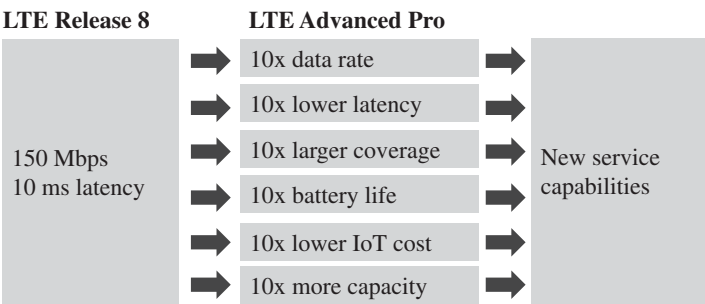 LTE Release 8
LTE Advanced Pro
150 Mbps
10 ms latency
10x data rate
10x lower latency
10x larger coverage
10x battery life
10x lower IoT cost
10x more capacity
New service
capabilities